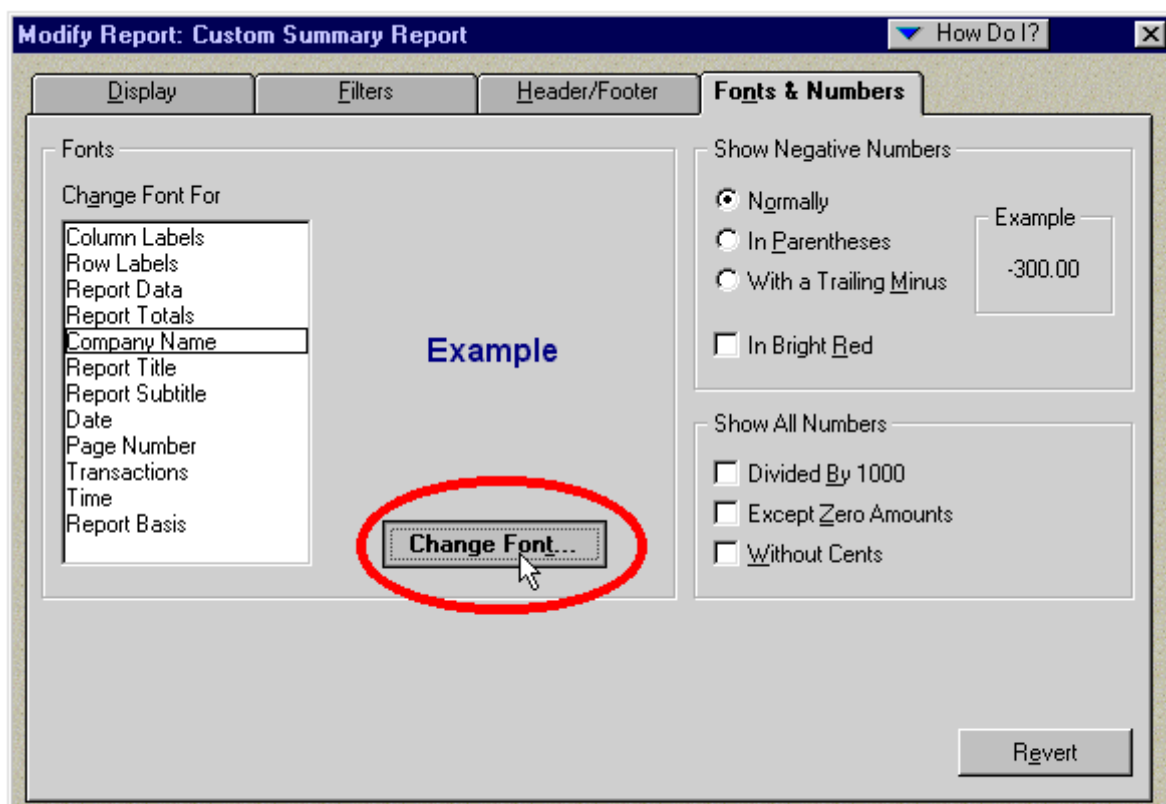 Modify Report: Custom Summary Report
How Do I?
Display
Filters
Header/Footer
Fonts & Numbers
Fonts
Change Font For
Column Labels
Row Labels
Report Data
Report Totals
Company Name
Report Title
Report Subtitle
Date
Page Number
Transactions
Time
Report Basis
Example
Change Font...
Show Negative Numbers
Normally
In Parentheses
With a Trailing Minus
In Bright Red
Example
-300.00
Show All Numbers
Divided By 1000
Except Zero Amounts
Without Cents
Revert